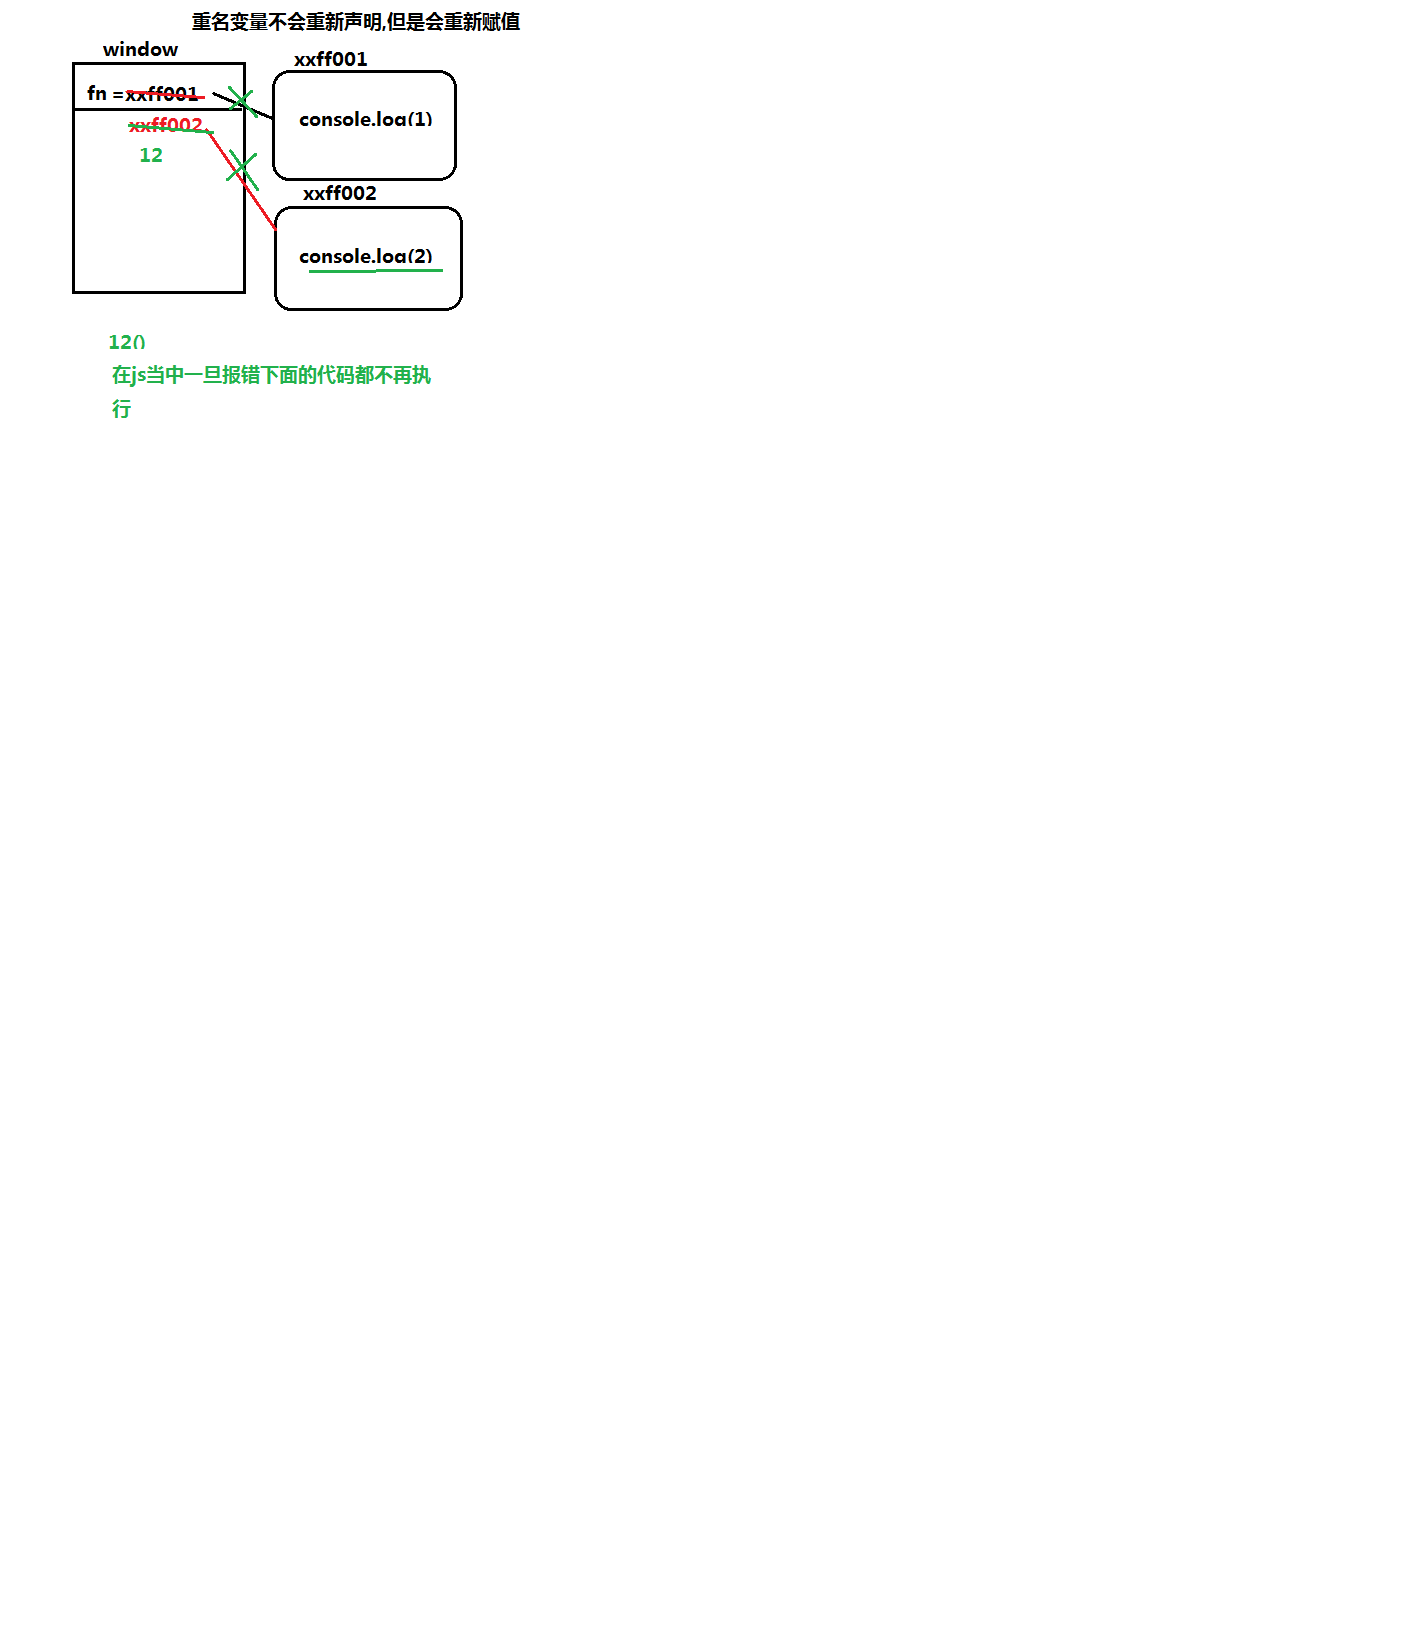 重名变量不会重新声明,但是会重新赋值
window
xxff001
fn =xxff001
console.log(1)
xxff002
12
xxff002
console.log(2)
12()
在js当中一旦报错下面的代码都不再执
行